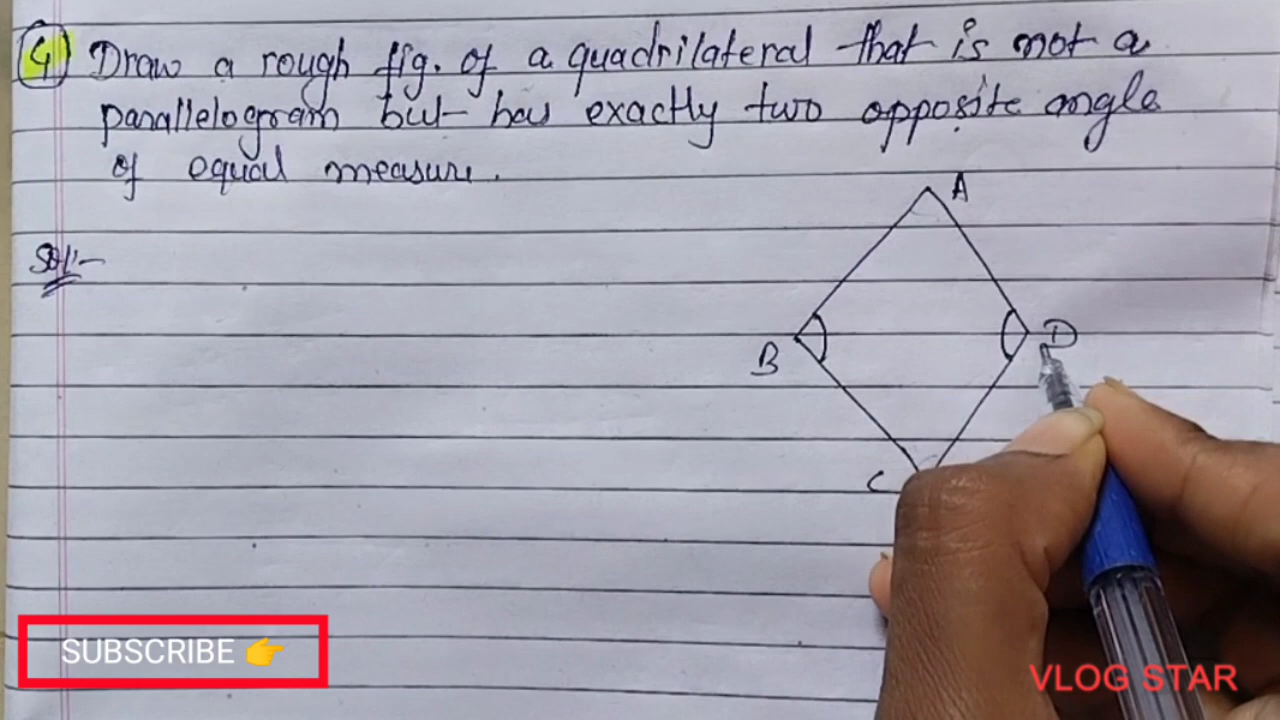 4 Draw a rough fig. of a quadrilateral that is not a
parallelogram but has exactly two opposite angle
of equal measure.
Sol:-
A
B
D
C
SUBSCRIBE 👉
VLOG STAR